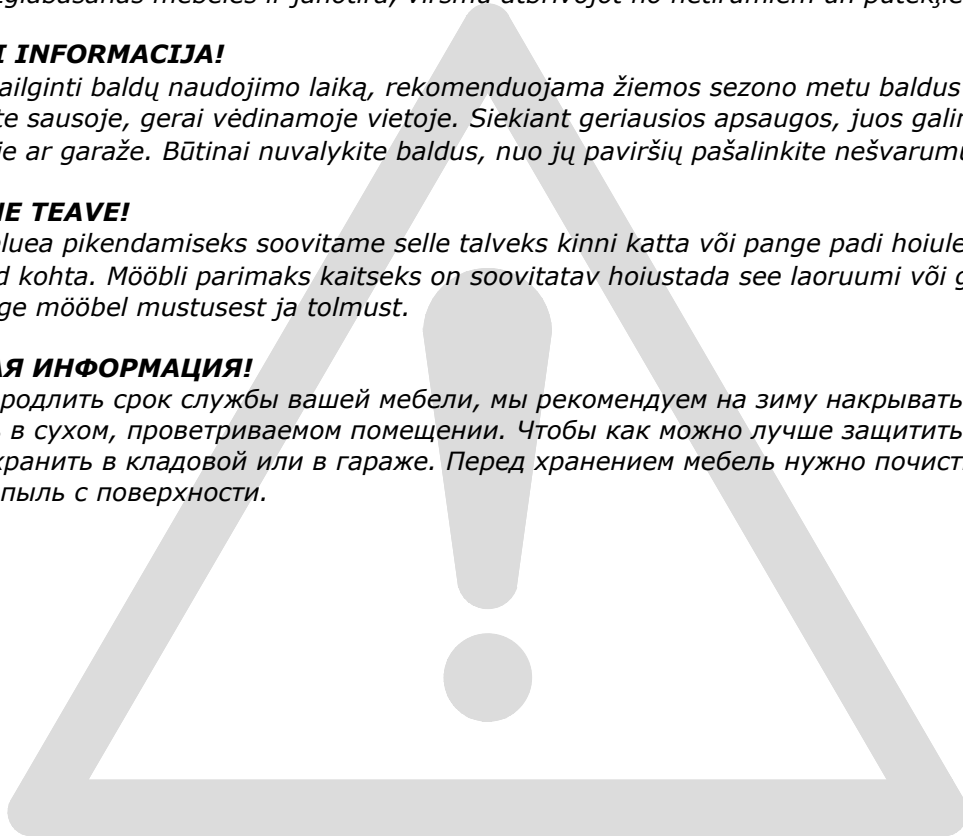 mēbeles ir jānotīra, virsmu atbrīvojot no netīrumiem un
INFORMACIJA!
ailginti baldų naudojimo laiką, rekomenduojama žiemos sezono metu baldus
te sausoje, gerai vėdinamoje vietoje. Siekiant geriausios apsaugos, juos galin
je ar garaže. Būtinai nuvalykite baldus, nuo jų paviršių pašalinkite nešvarumu
NE TEAVE!
luea pikendamiseks soovitame selle talveks kinni katta või pange padi hoiule
d kohta. Mööbli parimaks kaitseks on soovitatav hoiustada see laoruumi või g
ge mööbel mustusest ja tolmust.
АЯ ИНФОРМАЦИЯ!
родлить срок службы вашей мебели, мы рекомендуем на зиму накрывать
ь в сухом, проветриваемом помещении. Чтобы как можно лучше защитить
хранить в кладовой или в гараже. Перед хранением мебель нужно почист
пыль с поверхности.